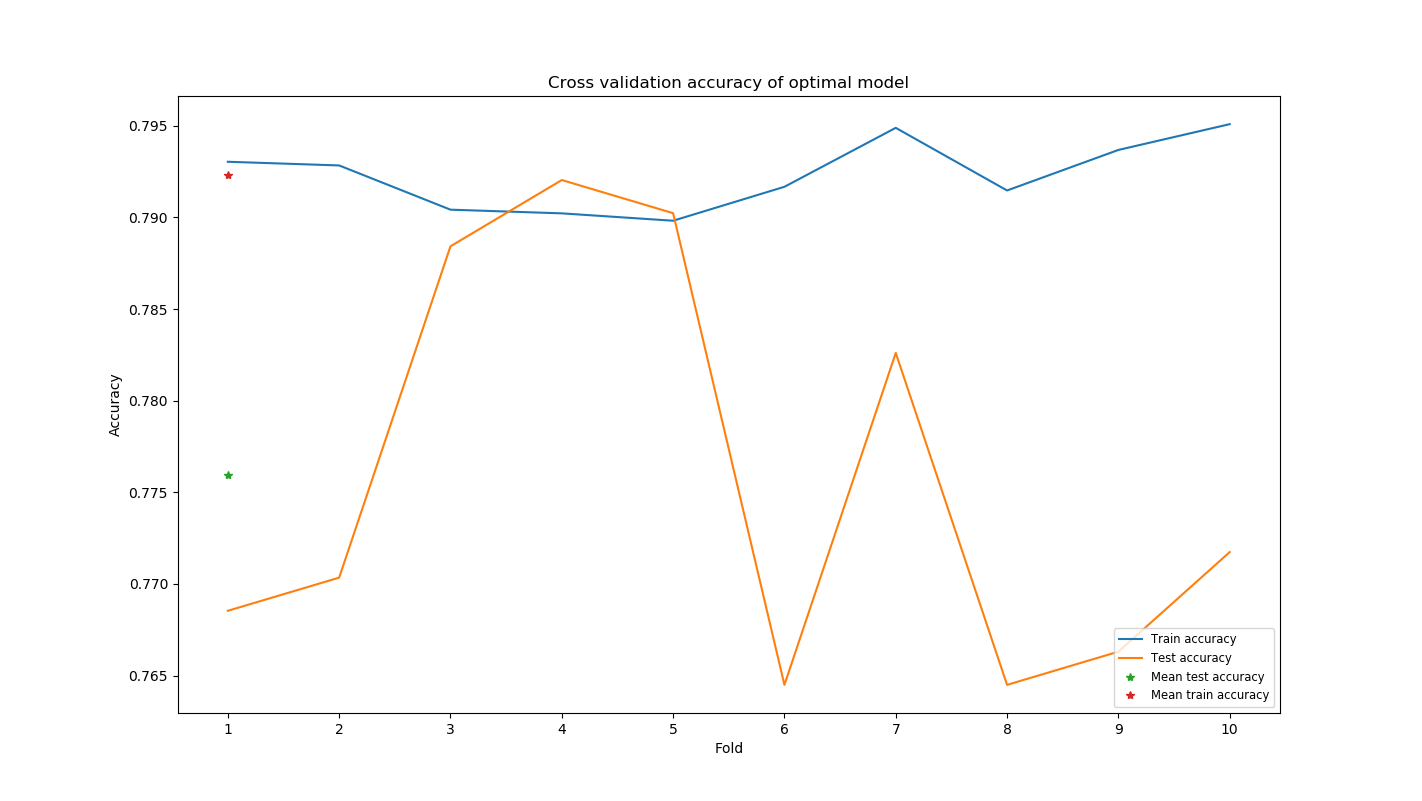 Cross validation accuracy of optimal model
0.795
0.790
0.785
0.780
0.775
0.770
0.765
Accuracy
1 2 3 4 5 6 7 8 9 10
Fold
Train accuracy
Test accuracy
Mean test accuracy
Mean train accuracy